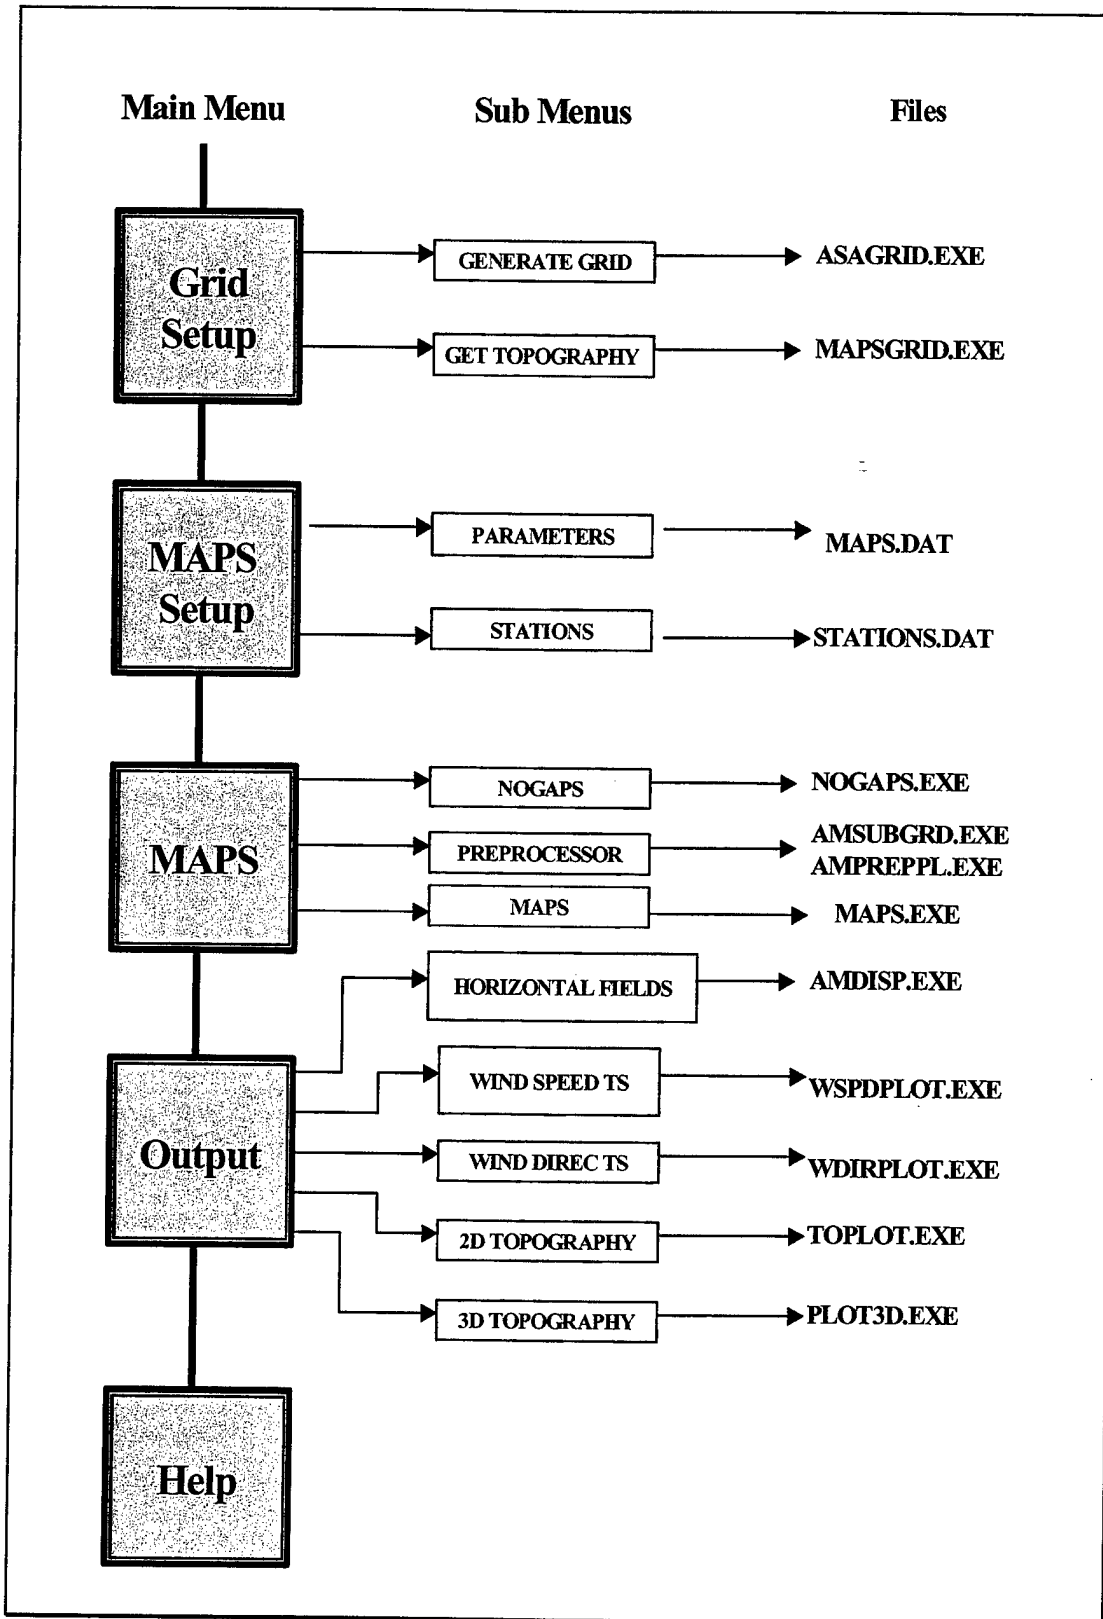 Main Menu
Sub Menus
Files
Grid
Setup
GENERATE GRID
ASAGRID.EXE
GET TOPOGRAPHY
MAPSGRID.EXE
MAPS
Setup
PARAMETERS
MAPS.DAT
STATIONS
STATIONS.DAT
MAPS
NOGAPS
NOGAPS.EXE
PREPROCESSOR
AMSUBGRD.EXE
AMPREPPL.EXE
MAPS
MAPS.EXE
Output
HORIZONTAL FIELDS
AMDISP.EXE
WIND SPEED TS
WSPDPLOT.EXE
WIND DIREC TS
WDIRPLOT.EXE
2D TOPOGRAPHY
TOPLOT.EXE
3D TOPOGRAPHY
PLOT3D.EXE
Help